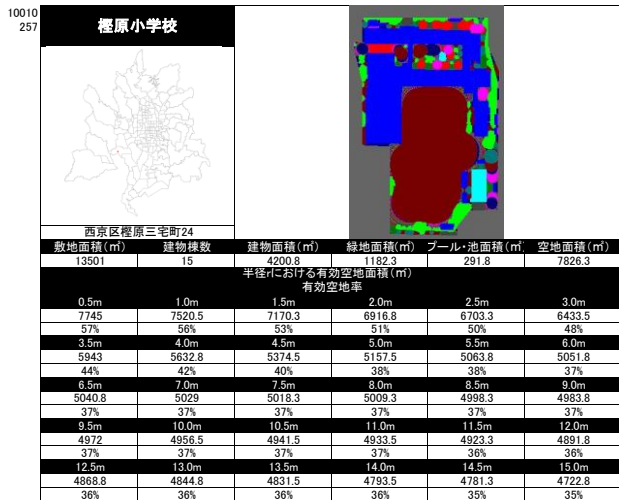 10010
257
樫原小学校
西京区樫原三宅町24
敷地面積(㎡) 建物棟数 建物面積(㎡) 緑地面積(㎡) プール・池面積(㎡) 空地面積(㎡)
13501 15 4200.8 1182.3 291.8 7826.3
半径rにおける有効空地面積(㎡)
有効空地率
0.5m 1.0m 1.5m 2.0m 2.5m 3.0m
7745 7520.5 7170.3 6916.8 6703.3 6433.5
57% 56% 53% 51% 50% 48%
3.5m 4.0m 4.5m 5.0m 5.5m 6.0m
5943 5632.8 5374.5 5157.5 5063.8 5051.8
44% 42% 40% 38% 38% 37%
6.5m 7.0m 7.5m 8.0m 8.5m 9.0m
5040.8 5029 5018.3 5009.3 4998.3 4983.8
37% 37% 37% 37% 37% 37%
9.5m 10.0m 10.5m 11.0m 11.5m 12.0m
4972 4956.5 4941.5 4933.5 4923.3 4891.8
37% 37% 37% 37% 36% 36%
12.5m 13.0m 13.5m 14.0m 14.5m 15.0m
4868.8 4844.8 4831.5 4793.5 4781.3 4722.8
36% 36% 36% 36% 35% 35%